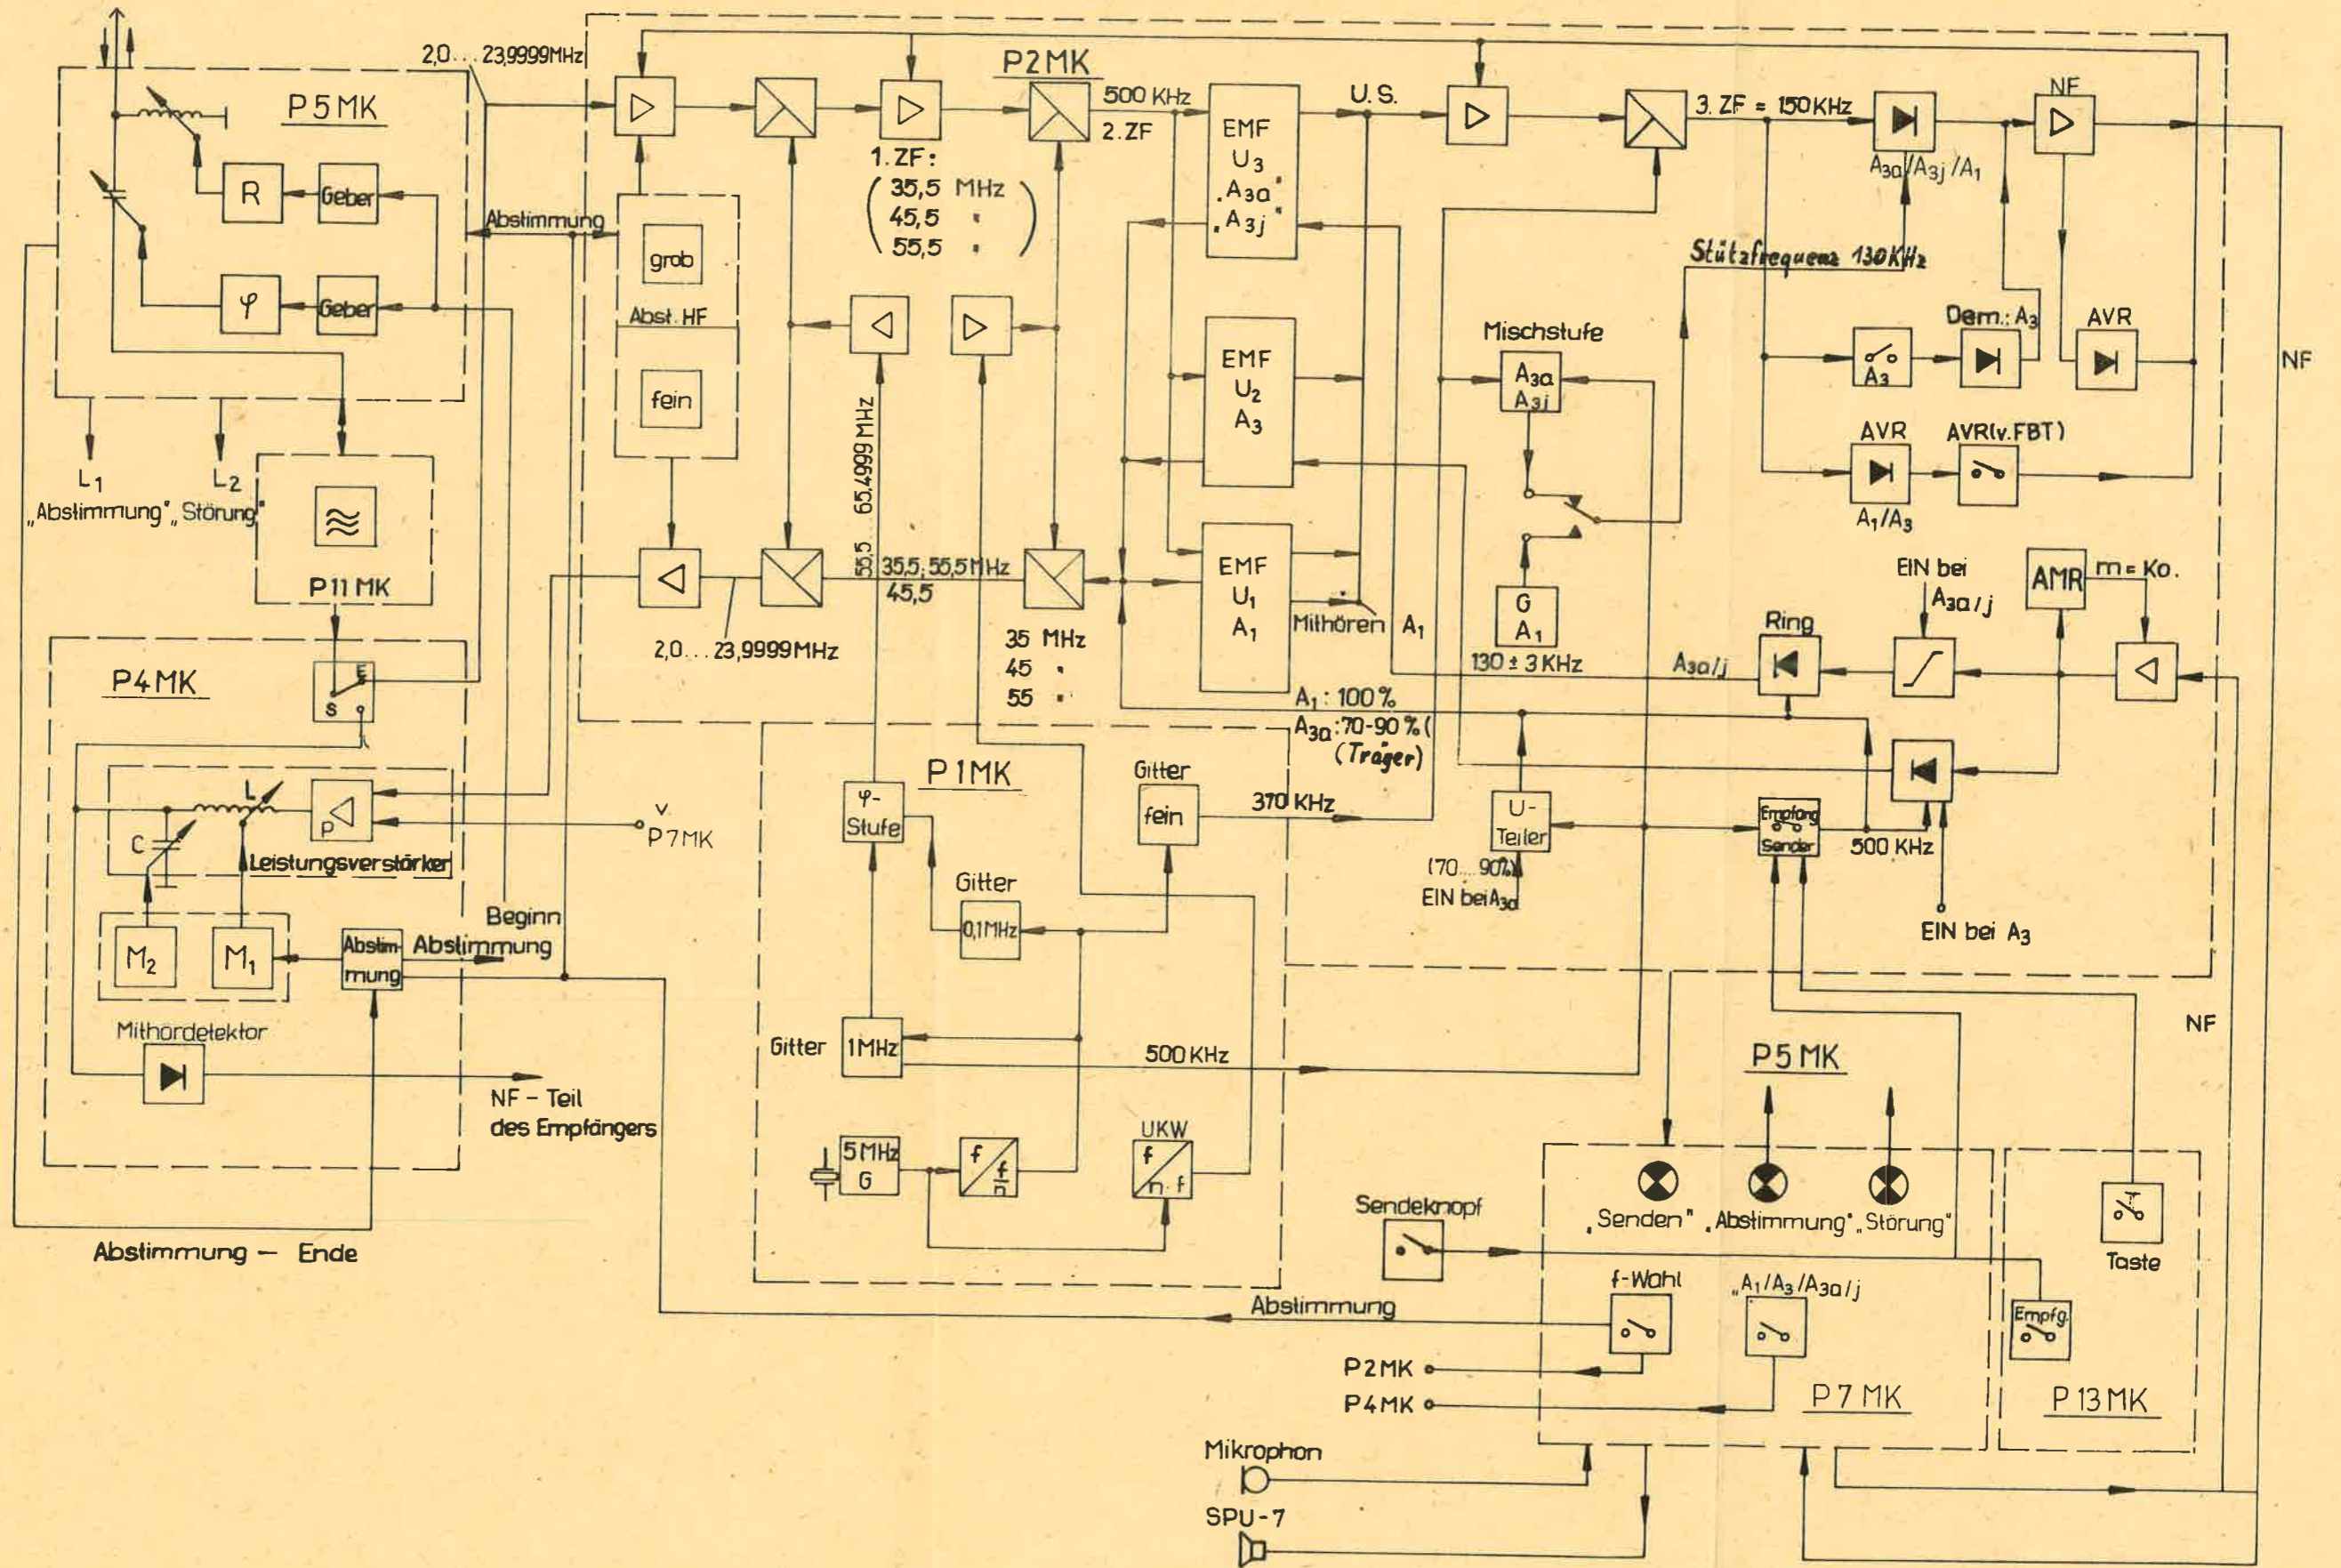 2,0...23,9999MHz
P5MK
R
Geber
φ
Geber
L1
„Abstimmung"
L2
„Störung"
P11MK
P4MK
E
S
L
C
P
Leistungsverstärker
v.
P7MK
M2
M1
Abstim-
mung
Beginn
Abstimmung
Mithördetektor
NF - Teil
des Empfängers
Abstimmung - Ende
Abstimmung
P2MK
grob
Abst. HF
fein
1. ZF:
35,5 MHz
45,5 "
55,5 "
500 KHz
2. ZF
EMF
U3
„A3a"
„A3j"
EMF
U2
A3
EMF
U1
A1
U.S.
55,5...65,4999 MHz
35,5; 55,5MHz
45,5
2,0...23,9999MHz
35 MHz
45 "
55 "
Mithören A1
3. ZF = 150KHz
A3a/A3j/A1
NF
Stützfrequenz 130KHz
Mischstufe
A3a
A3j
G
A1
130 ± 3KHz
A3
Dem.: A3
AVR
AVR
A1/A3
AVR(v.FBT)
NF
EIN bei
A3a/j
AMR
m = Ko.
Ring
A3a/j
A1: 100%
A3a: 70-90% (
(Träger)
U-
Teiler
(70...90%)
EIN bei A3a
Empfang
Sender
500 KHz
EIN bei A3
P1MK
φ-
Stufe
Gitter
fein
370 KHz
Gitter
0,1MHz
Gitter
1MHz
500KHz
5MHz
G
f
f/n
UKW
f
n·f
NF
P5MK
„Senden"
„Abstimmung"
„Störung"
Sendeknopf
f-Wahl
„A1/A3/A3a/j
Abstimmung
P2MK
P4MK
P7MK
T
Taste
Empfg.
P13MK
Mikrophon
SPU-7